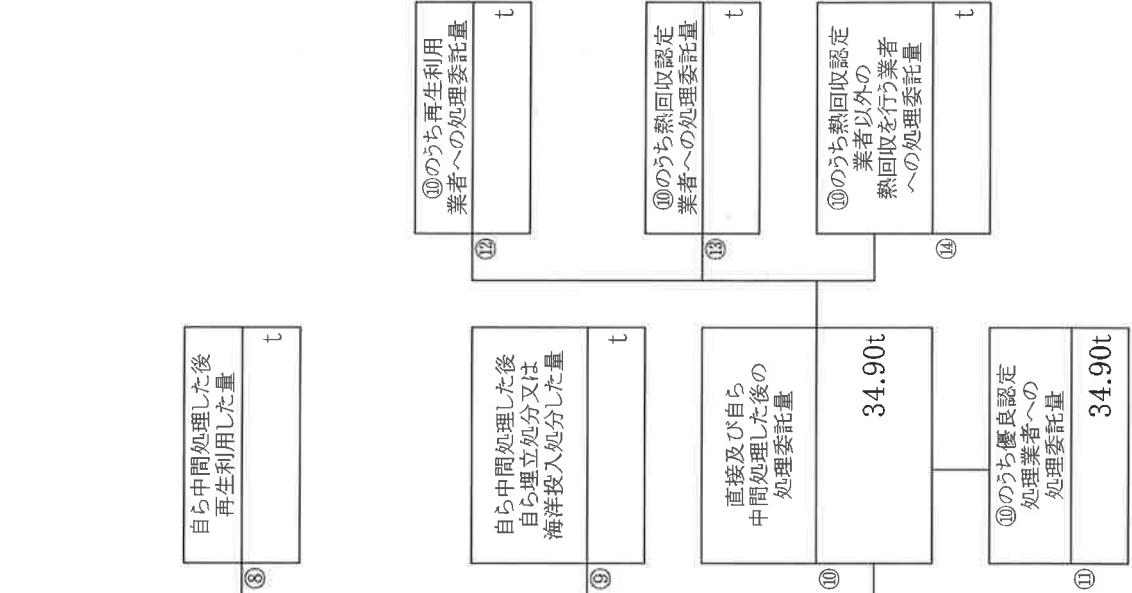 ⑧
自ら中間処理した後
再生利用した量
t
⑨
自ら中間処理した後
自ら埋立処分又は
海洋投入処分した量
t
⑩
直接及び自ら
中間処理した後の
処理委託量
34.90t
⑪
⑩のうち優良認定
処理業者への
処理委託量
34.90t
⑫
⑩のうち再生利用
業者への処理委託量
t
⑬
⑩のうち熱回収認定
業者への処理委託量
t
⑭
⑩のうち熱回収認定
業者以外の
熱回収を行う業者
への処理委託量
t